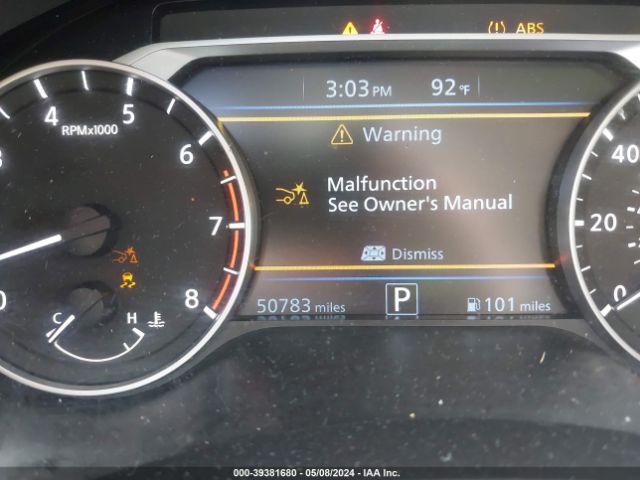 ABS
3:03 PM 92°F
Warning
Malfunction
See Owner's Manual
Dismiss
50783 miles P 101 miles
4 5 6 7 8
RPMx1000
C H
40
20
0
000-39381680 - 05/08/2024 - IAA Inc.